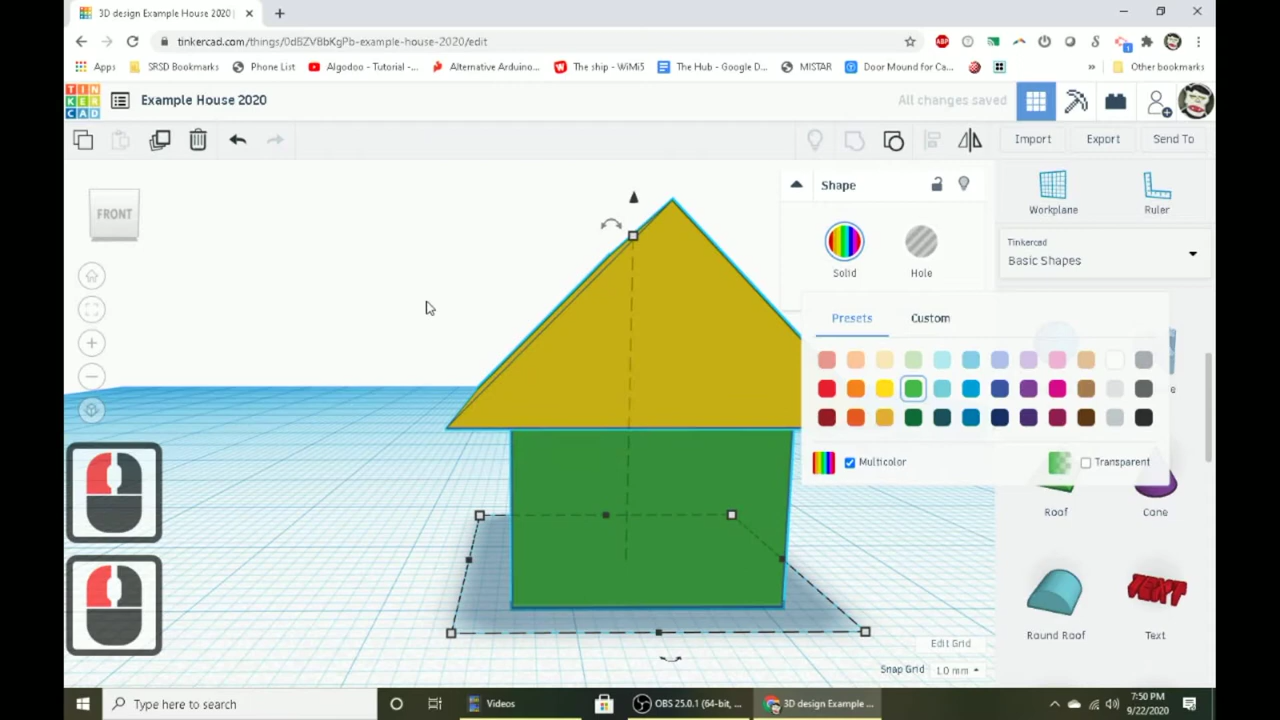 3D design Example House 2020 |
tinkercad.com/things/0dBZVBbKgPb-example-house-2020/edit
ABP
Apps SRSD Bookmarks Phone List Algodoo - Tutorial -... Alternative Arduino... The ship - WiMi5 The Hub - Google D... MISTAR Door Mound for Ca... » Other bookmarks
TIN
KER
CAD
Example House 2020
All changes saved
Import Export Send To
FRONT
Shape
Solid Hole
Workplane Ruler
Tinkercad
Basic Shapes
Presets Custom
Multicolor Transparent
Roof Cone
TEXT
Round Roof Text
Edit Grid
Snap Grid 1.0 mm
Type here to search
Videos
OBS 25.0.1 (64-bit, ...
3D design Example ...
7:50 PM
9/22/2020